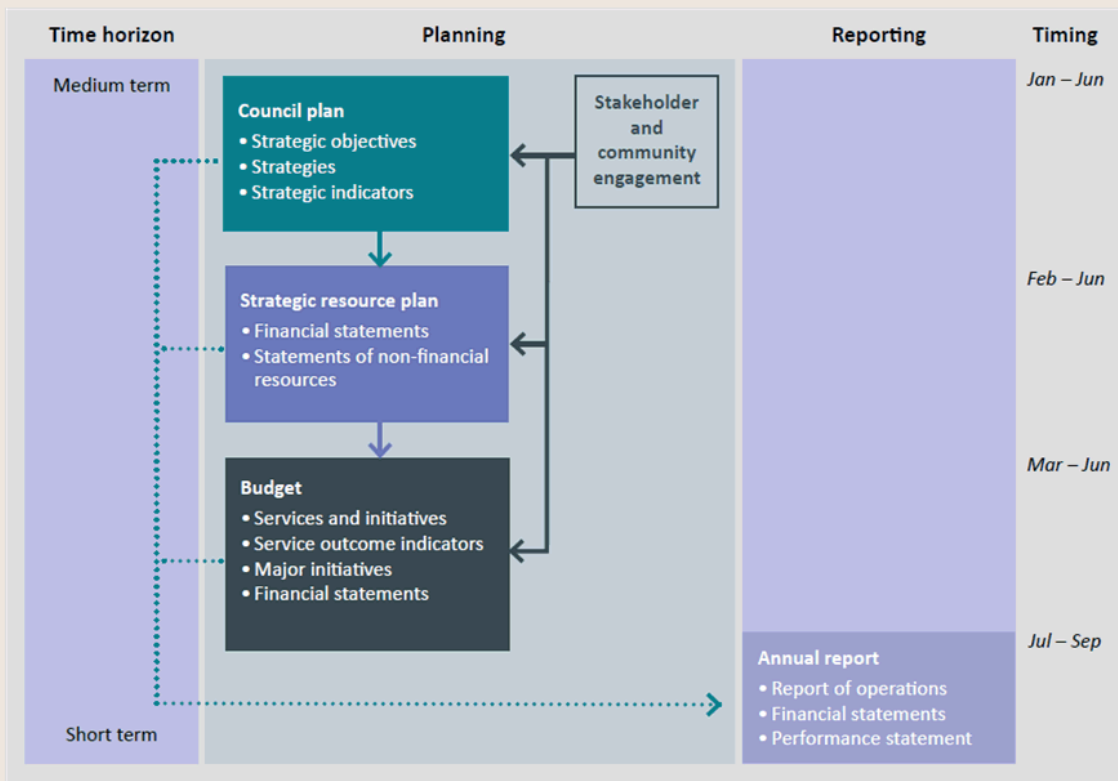 Time horizon
Planning
Reporting
Timing
Medium term
Council plan
• Strategic objectives
• Strategies
• Strategic indicators
Stakeholder
and
community
engagement
Jan – Jun
Strategic resource plan
• Financial statements
• Statements of non-financial
resources
Feb – Jun
Budget
• Services and initiatives
• Service outcome indicators
• Major initiatives
• Financial statements
Mar – Jun
Annual report
• Report of operations
• Financial statements
• Performance statement
Jul – Sep
Short term